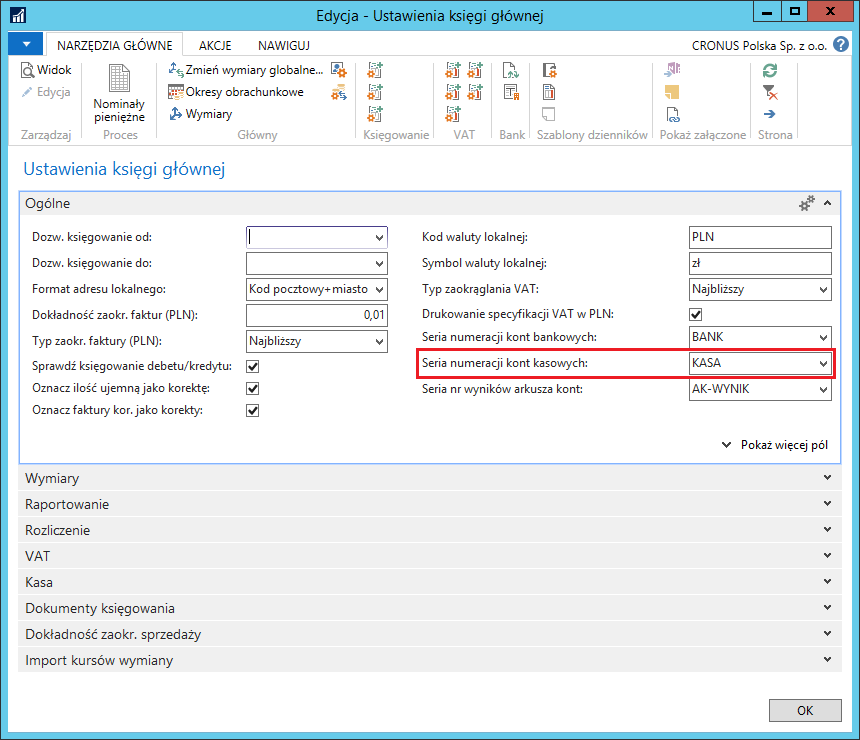 Edycja - Ustawienia księgi głównej
NARZĘDZIA GŁÓWNE
AKCJE
NAWIGUJ
CRONUS Polska Sp. z o.o.
Widok
Edycja
Zarządzaj
Nominały
pieniężne
Proces
Zmień wymiary globalne...
Okresy obrachunkowe
Wymiary
Główny
Księgowanie
VAT
Bank
Szablony dzienników
Pokaż załączone
Strona
Ustawienia księgi głównej
Ogólne
Dozw. księgowanie od:
Dozw. księgowanie do:
Format adresu lokalnego: Kod pocztowy+miasto
Dokładność zaokr. faktur (PLN): 0,01
Typ zaokr. faktury (PLN): Najbliższy
Sprawdź księgowanie debetu/kredytu:
Oznacz ilość ujemną jako korektę:
Oznacz faktury kor. jako korekty:
Kod waluty lokalnej: PLN
Symbol waluty lokalnej: zł
Typ zaokrąglania VAT: Najbliższy
Drukowanie specyfikacji VAT w PLN:
Seria numeracji kont bankowych: BANK
Seria numeracji kont kasowych: KASA
Seria nr wyników arkusza kont: AK-WYNIK
Pokaż więcej pól
Wymiary
Raportowanie
Rozliczenie
VAT
Kasa
Dokumenty księgowania
Dokładność zaokr. sprzedaży
Import kursów wymiany
OK